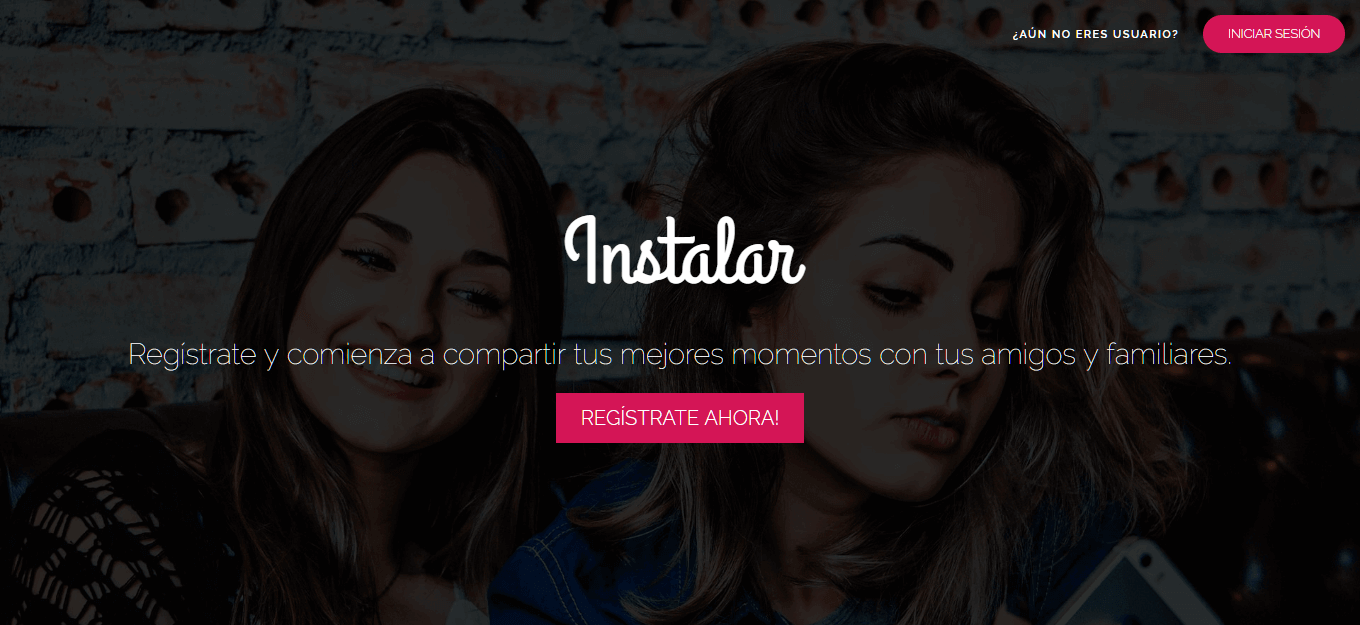 ¿AÚN NO ERES USUARIO?
INICIAR SESIÓN
Instalar
Regístrate y comienza a compartir tus mejores momentos con tus amigos y familiares.
REGÍSTRATE AHORA!